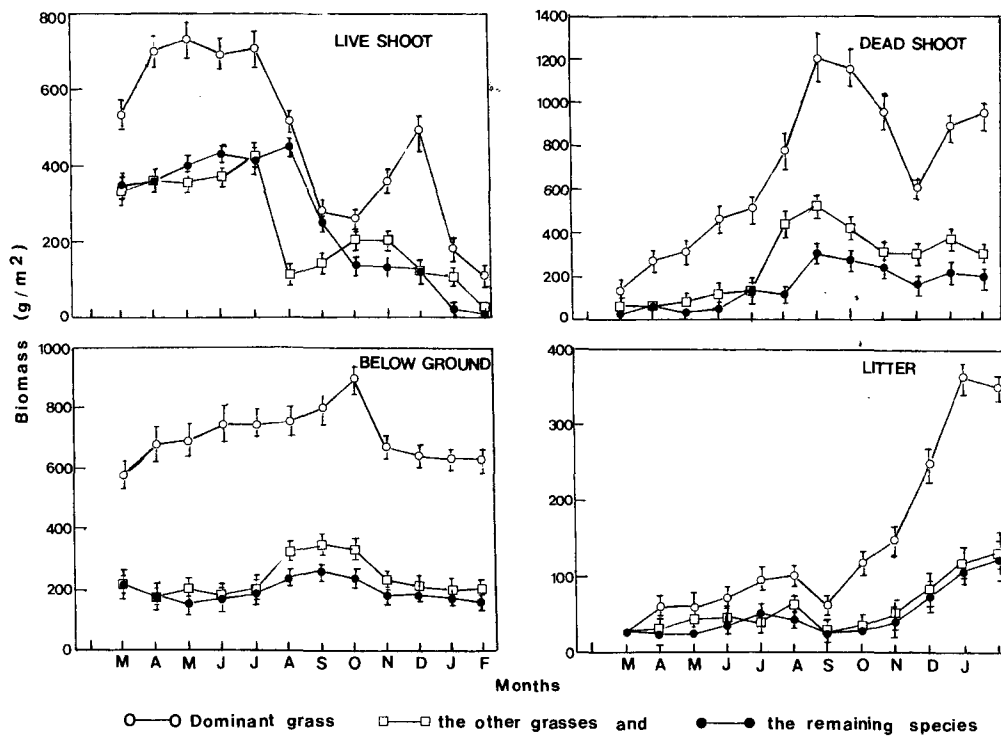 LIVE SHOOT
800
600
400
200
0
DEAD SHOOT
1400
1200
1000
800
600
400
200
0
Biomass (g/m2)
BELOW GROUND
1000
800
600
400
200
0
M A M J J A S O N D J F
LITTER
400
300
200
100
0
M A M J J A S O N D J
Months
Dominant grass the other grasses and the remaining species